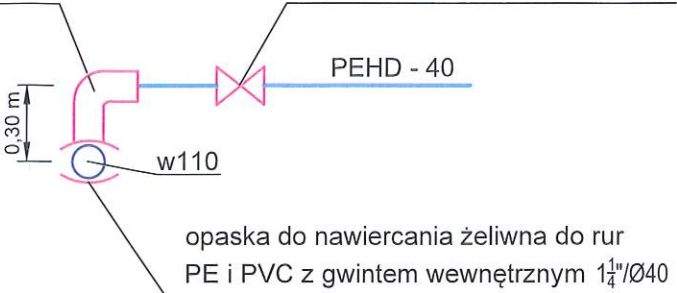 PEHD - 40
0,30 m
w110
opaska do nawiercania żeliwna do rur
PE i PVC z gwintem wewnętrznym 1¼"/Ø40